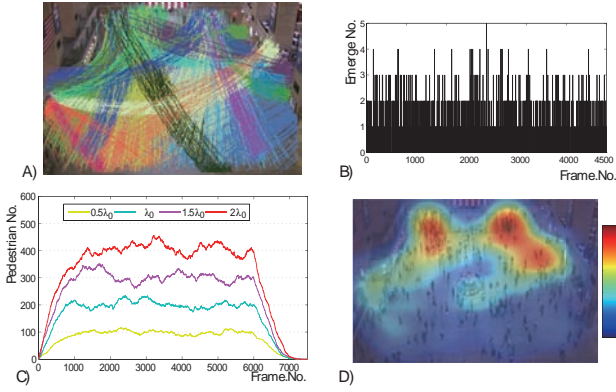 A)
Emerge No.
5
4
3
2
1
0
0 1000 2000 3000 4500
Frame.No.
B)
Pedestrian No.
600
500
400
300
200
100
0
0.5λ0 λ0 1.5λ0 2λ0
0 1000 2000 3000 4000 5000 6000 7000
Frame.No.
C)
D)